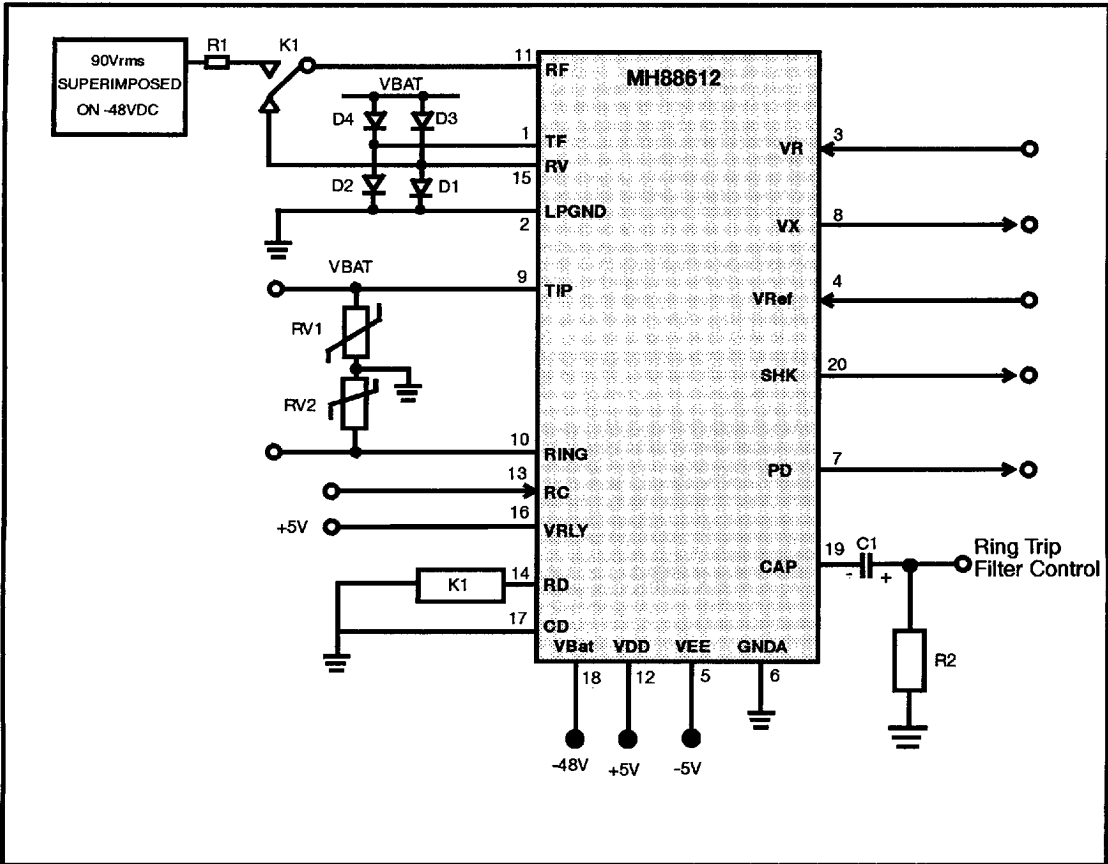 90Vrms
SUPERIMPOSED
ON -48VDC
R1
K1
11
RF
MH88612
VBAT
D4
D3
1
TF
RV
15
D2
D1
LPGND
2
3
VR
8
VX
4
VRef
20
SHK
7
PD
VBAT
9
TIP
RV1
RV2
10
RING
13
RC
16
+5V
VRLY
14
K1
RD
17
CD
19
C1
CAP
- +
Ring Trip
Filter Control
R2
VBat
VDD
VEE
GNDA
18
12
5
6
-48V
+5V
-5V